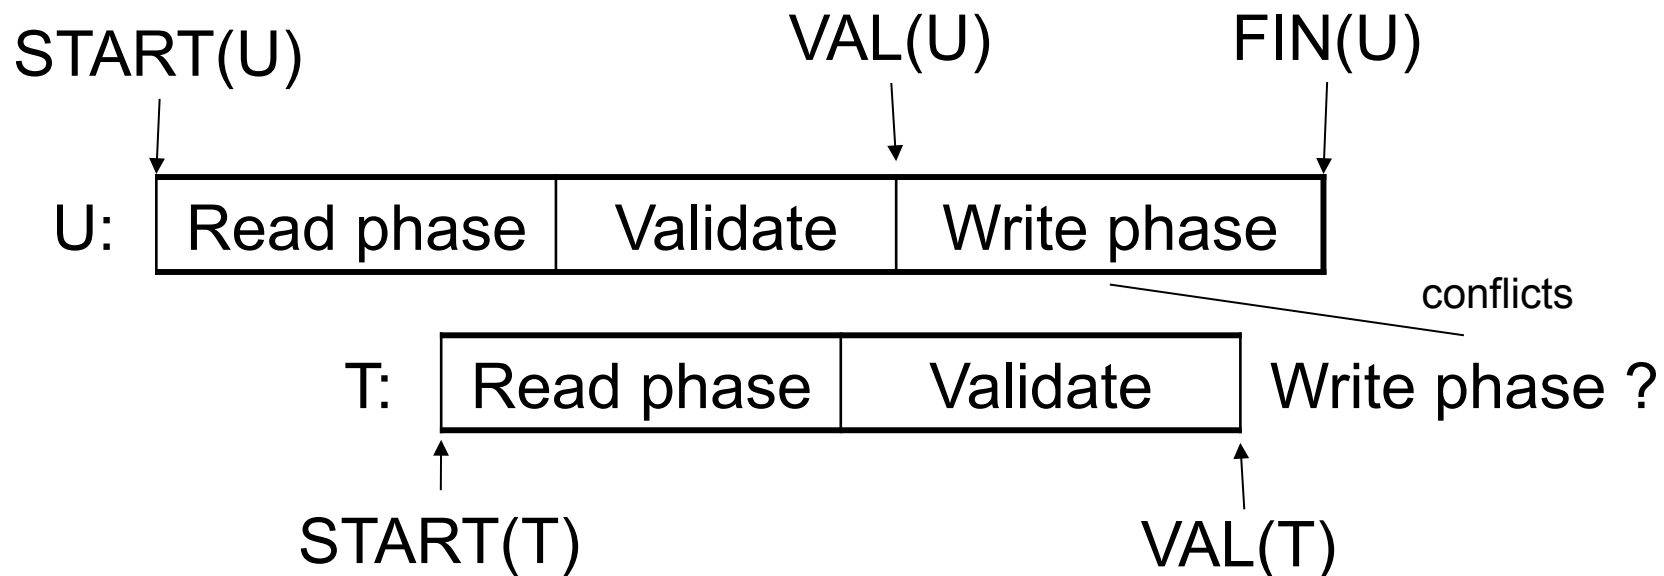 START(U) VAL(U) FIN(U)
U: Read phase Validate Write phase
conflicts
T: Read phase Validate Write phase ?
START(T) VAL(T)